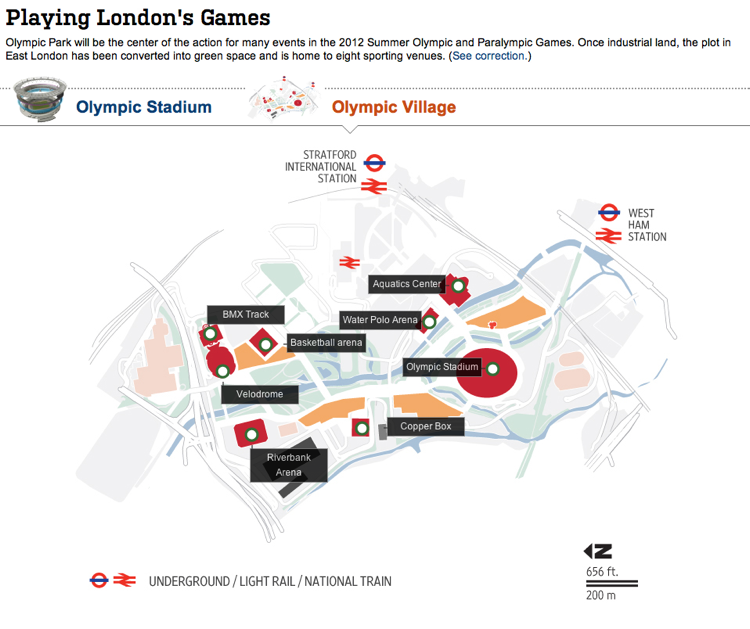 Playing London's Games
Olympic Park will be the center of the action for many events in the 2012 Summer Olympic and Paralympic Games. Once industrial land, the plot in
East London has been converted into green space and is home to eight sporting venues. (See correction.)
Olympic Stadium
Olympic Village
STRATFORD
INTERNATIONAL
STATION
WEST
HAM
STATION
Aquatics Center
BMX Track
Water Polo Arena
Basketball arena
Olympic Stadium
Velodrome
Copper Box
Riverbank
Arena
N
656 ft.
200 m
UNDERGROUND / LIGHT RAIL / NATIONAL TRAIN